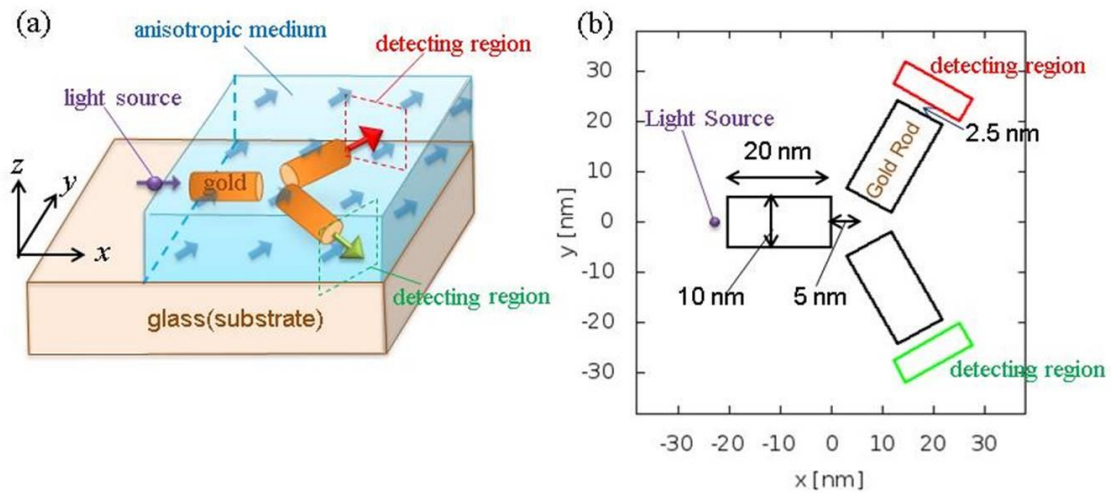 (a)
anisotropic medium
detecting region
light source
gold
z
y
x
detecting region
glass(substrate)
(b)
30
20
10
0
-10
-20
-30
y [nm]
-30 -20 -10 0 10 20 30
x [nm]
detecting region
Light Source
2.5 nm
20 nm
Gold Rod
10 nm
5 nm
detecting region